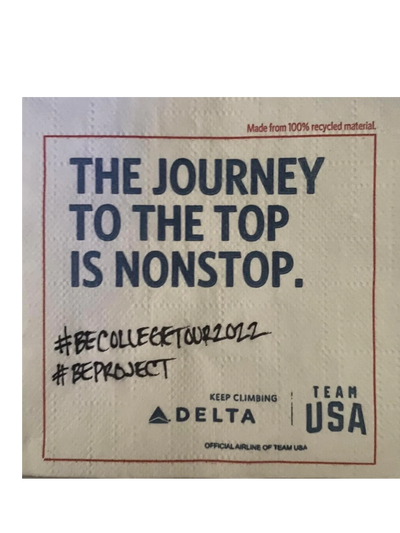 Made from 100% recycled material.
THE JOURNEY
TO THE TOP
IS NONSTOP.
#BECOLLEGETOUR2022
#BEPROJECT
KEEP CLIMBING
DELTA
TEAM
USA
OFFICIAL AIRLINE OF TEAM USA